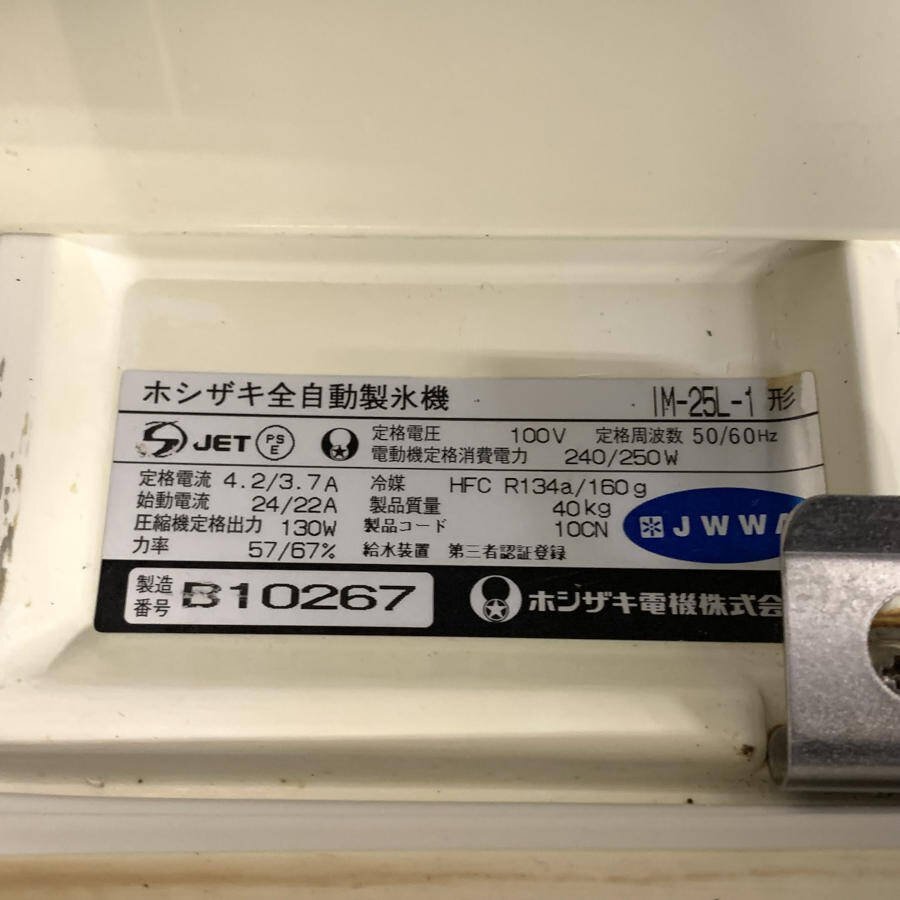 ホシザキ全自動製氷機 IM-25L-1形
JET PSE 定格電圧 100V 定格周波数 50/60Hz
電動機定格消費電力 240/250W
定格電流 4.2/3.7A 冷媒 HFC R134a/160g
始動電流 24/22A 製品質量 40kg
圧縮機定格出力 130W 製品コード 10CN
力率 57/67% 給水装置 第三者認証登録
JWWA
製造番号 B10267 ホシザキ電機株式会